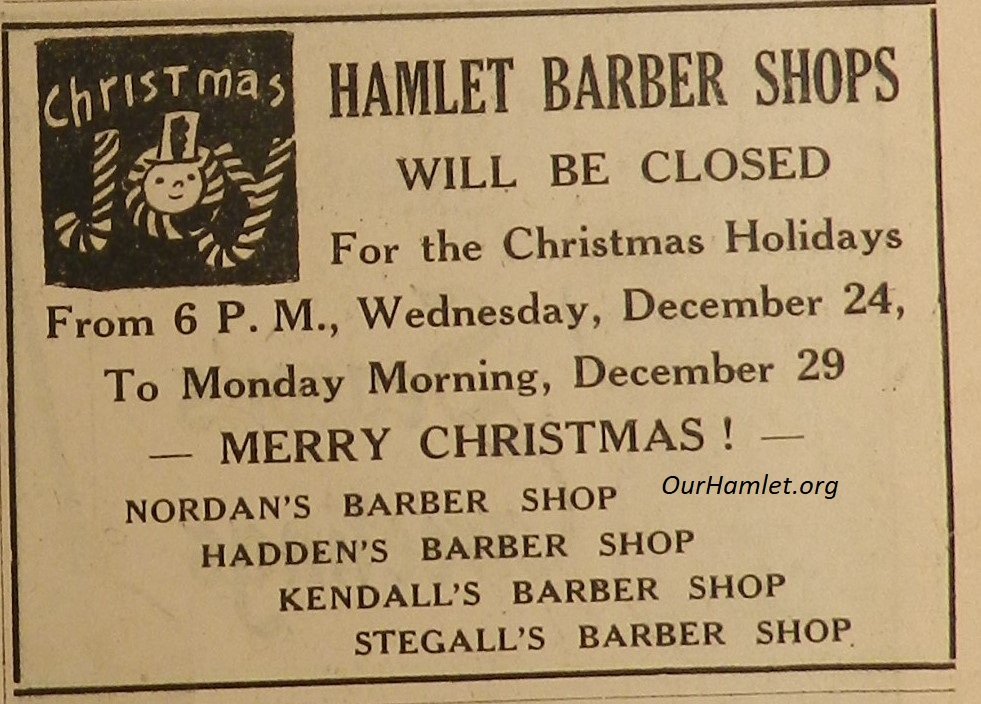 Christmas
JOY
HAMLET BARBER SHOPS
WILL BE CLOSED
For the Christmas Holidays
From 6 P. M., Wednesday, December 24,
To Monday Morning, December 29
— MERRY CHRISTMAS! —
OurHamlet.org
NORDAN'S BARBER SHOP
HADDEN'S BARBER SHOP
KENDALL'S BARBER SHOP
STEGALL'S BARBER SHOP